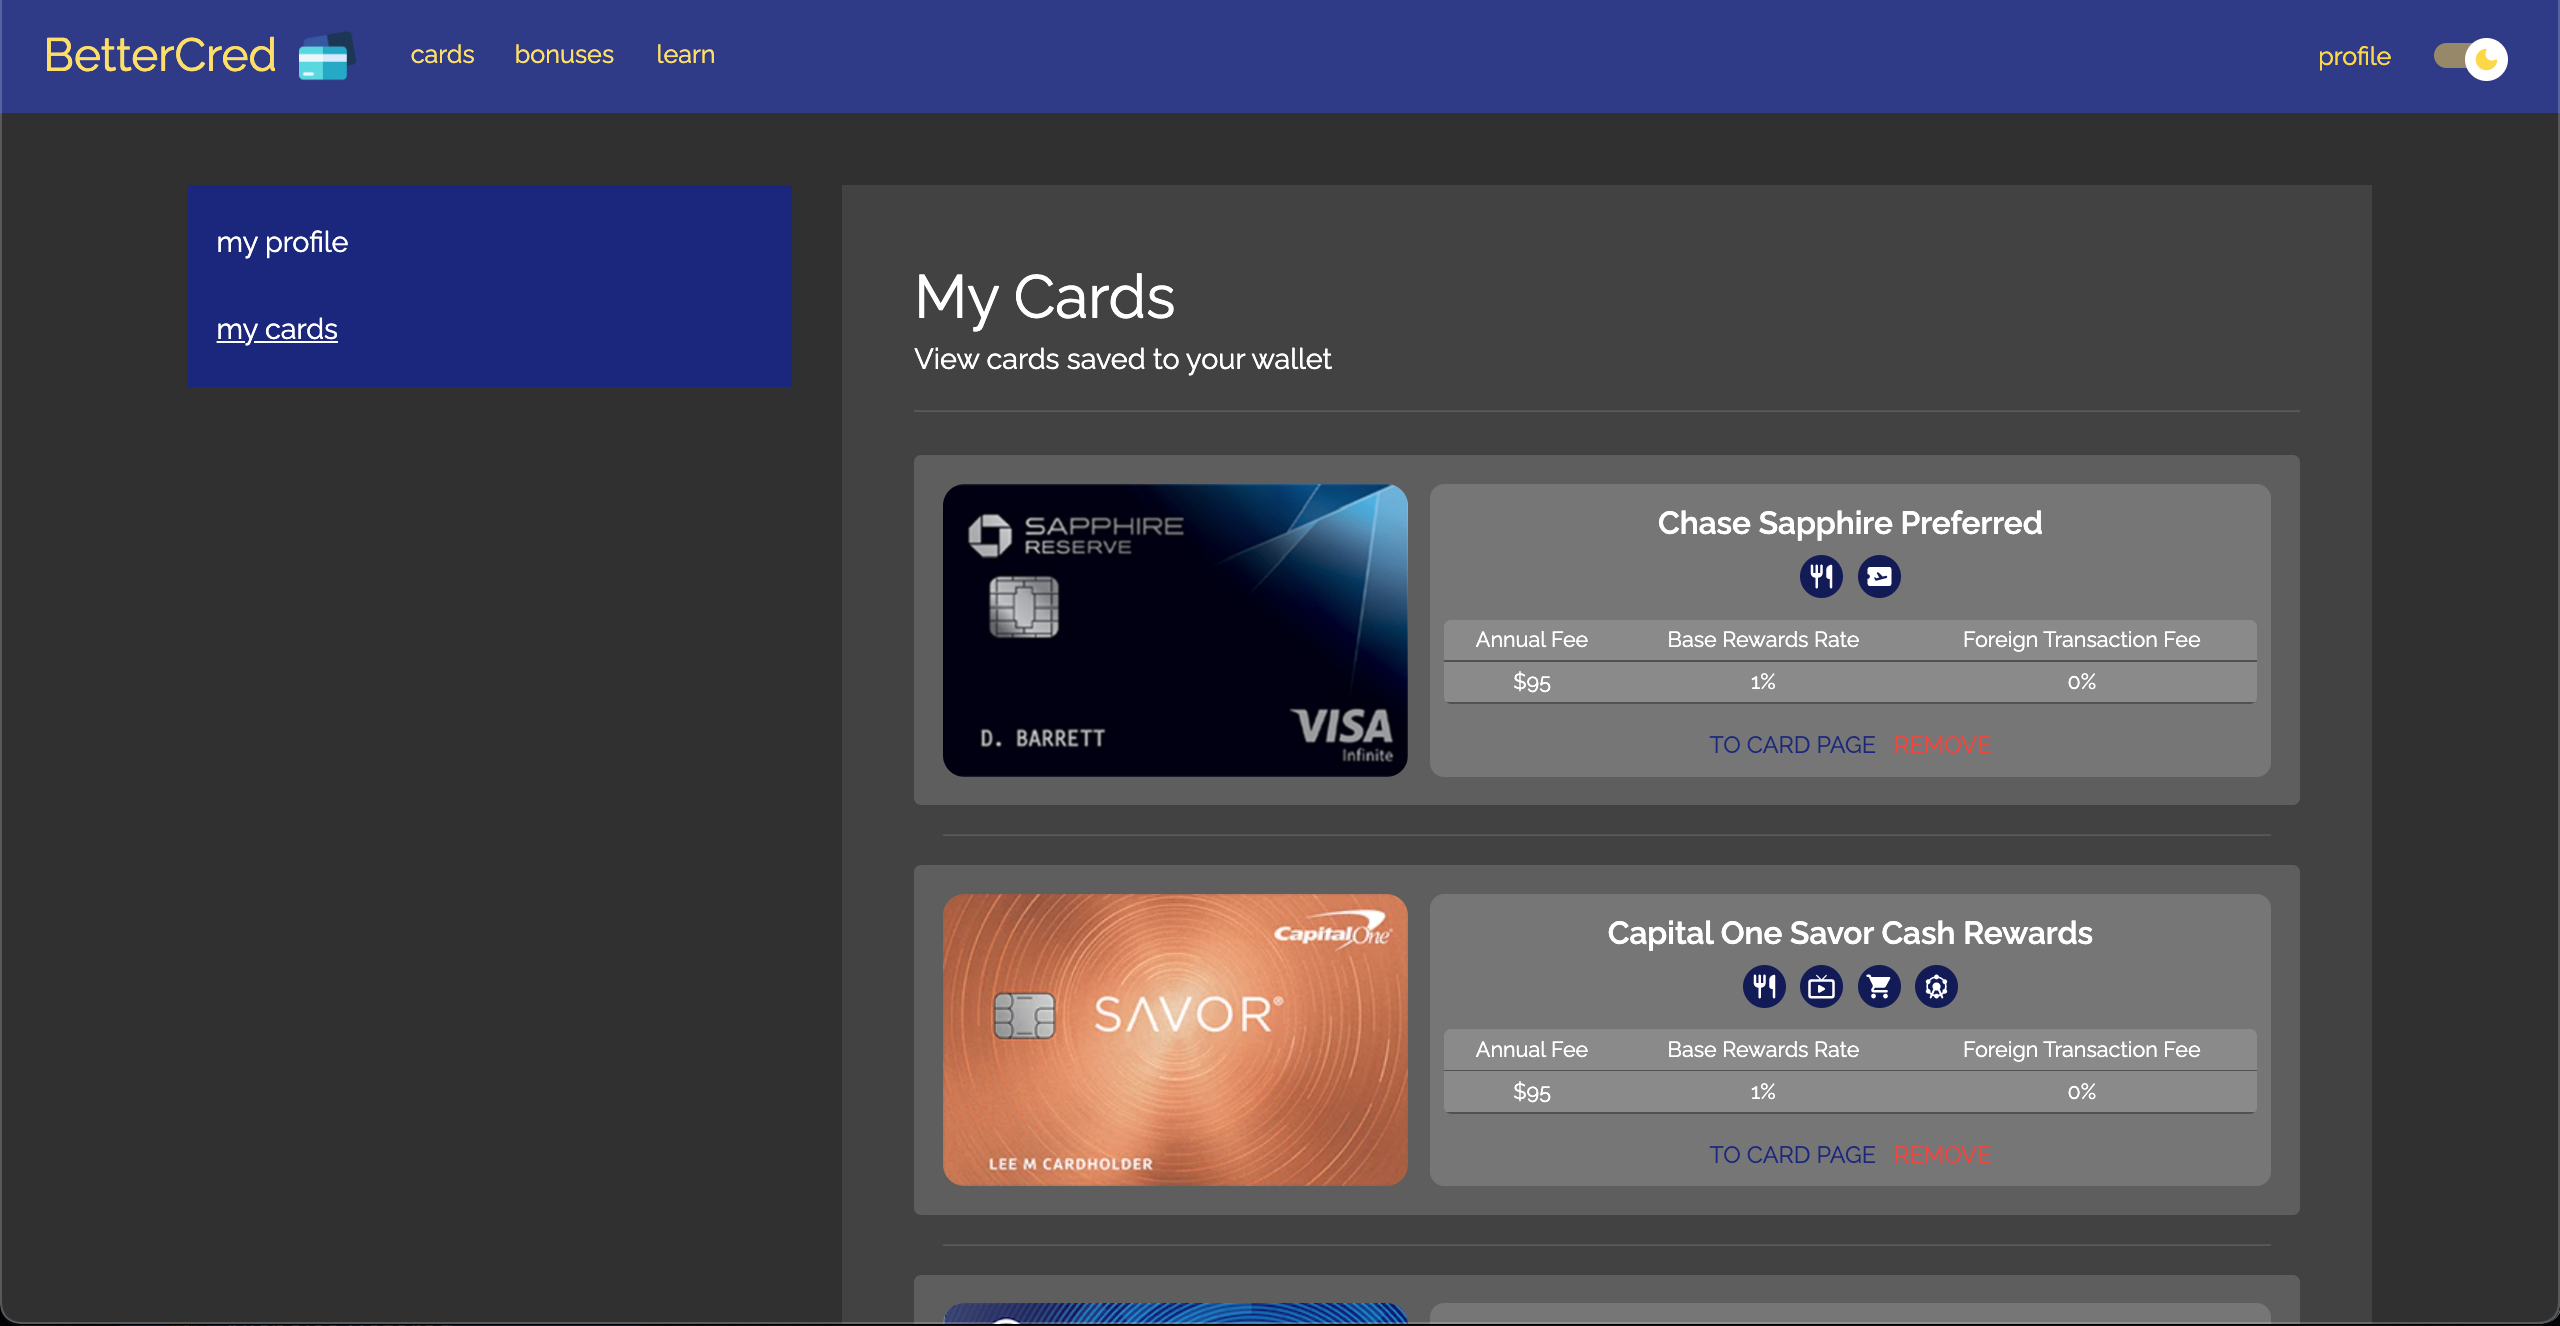 BetterCred
cards bonuses learn
profile
my profile
my cards
My Cards
View cards saved to your wallet
SAPPHIRE
RESERVE
D. BARRETT
VISA
Infinite
Chase Sapphire Preferred
Annual Fee Base Rewards Rate Foreign Transaction Fee
$95 1% 0%
TO CARD PAGE REMOVE
CapitalOne®
SAVOR®
LEE M CARDHOLDER
Capital One Savor Cash Rewards
Annual Fee Base Rewards Rate Foreign Transaction Fee
$95 1% 0%
TO CARD PAGE REMOVE